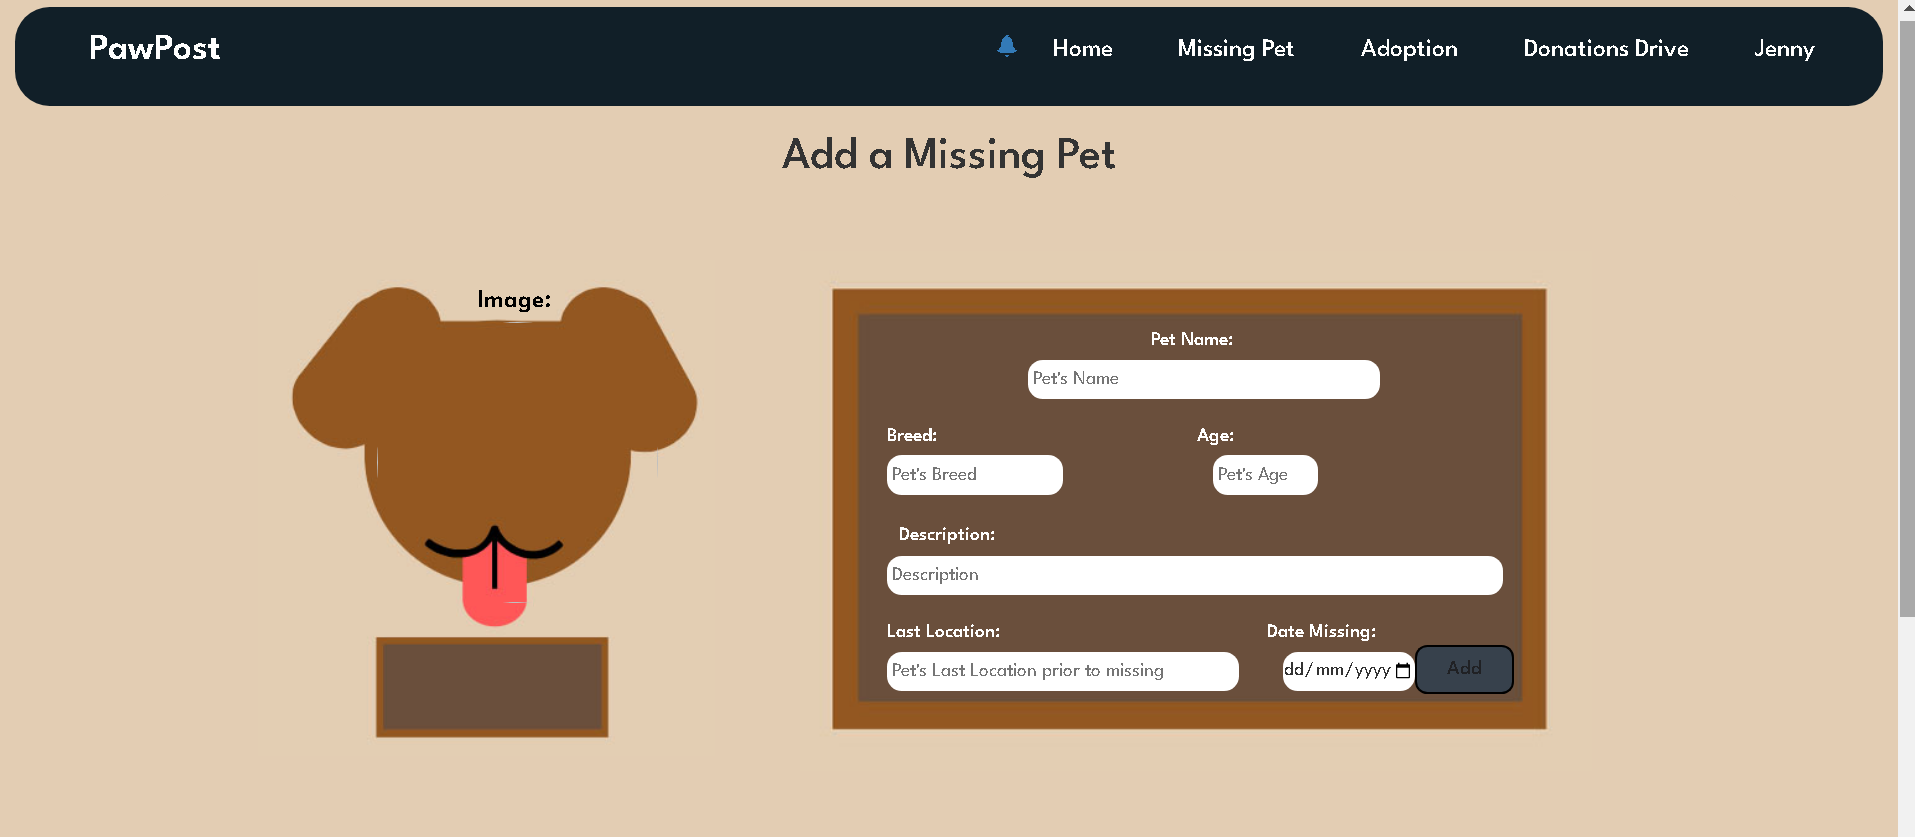 PawPost
Home Missing Pet Adoption Donations Drive Jenny
Add a Missing Pet
Image:
Pet Name:
Pet's Name
Breed: Age:
Pet's Breed Pet's Age
Description:
Description
Last Location: Date Missing:
Pet's Last Location prior to missing dd/mm/yyyy Add